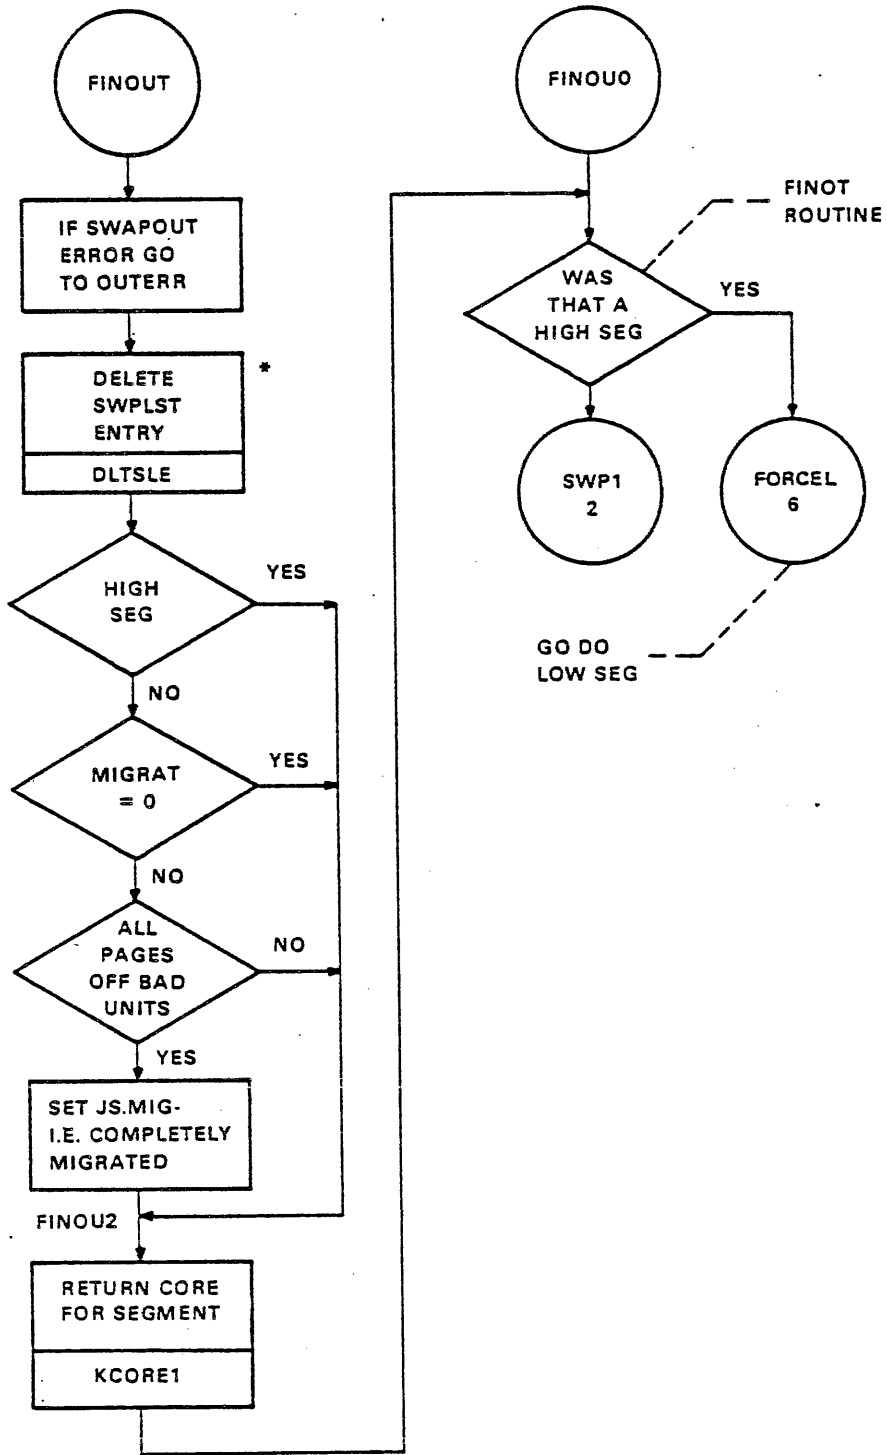 FINOUT
IF SWAPOUT
ERROR GO
TO OUTERR
DELETE
SWPLST
ENTRY
*
DLTSLE
HIGH
SEG
YES
NO
MIGRAT
= 0
YES
NO
ALL
PAGES
OFF BAD
UNITS
NO
YES
SET JS.MIG-
I.E. COMPLETELY
MIGRATED
FINOU2
RETURN CORE
FOR SEGMENT
KCORE1
FINOU0
FINOT
ROUTINE
WAS
THAT A
HIGH SEG
YES
SWP1
2
FORCEL
6
GO DO
LOW SEG